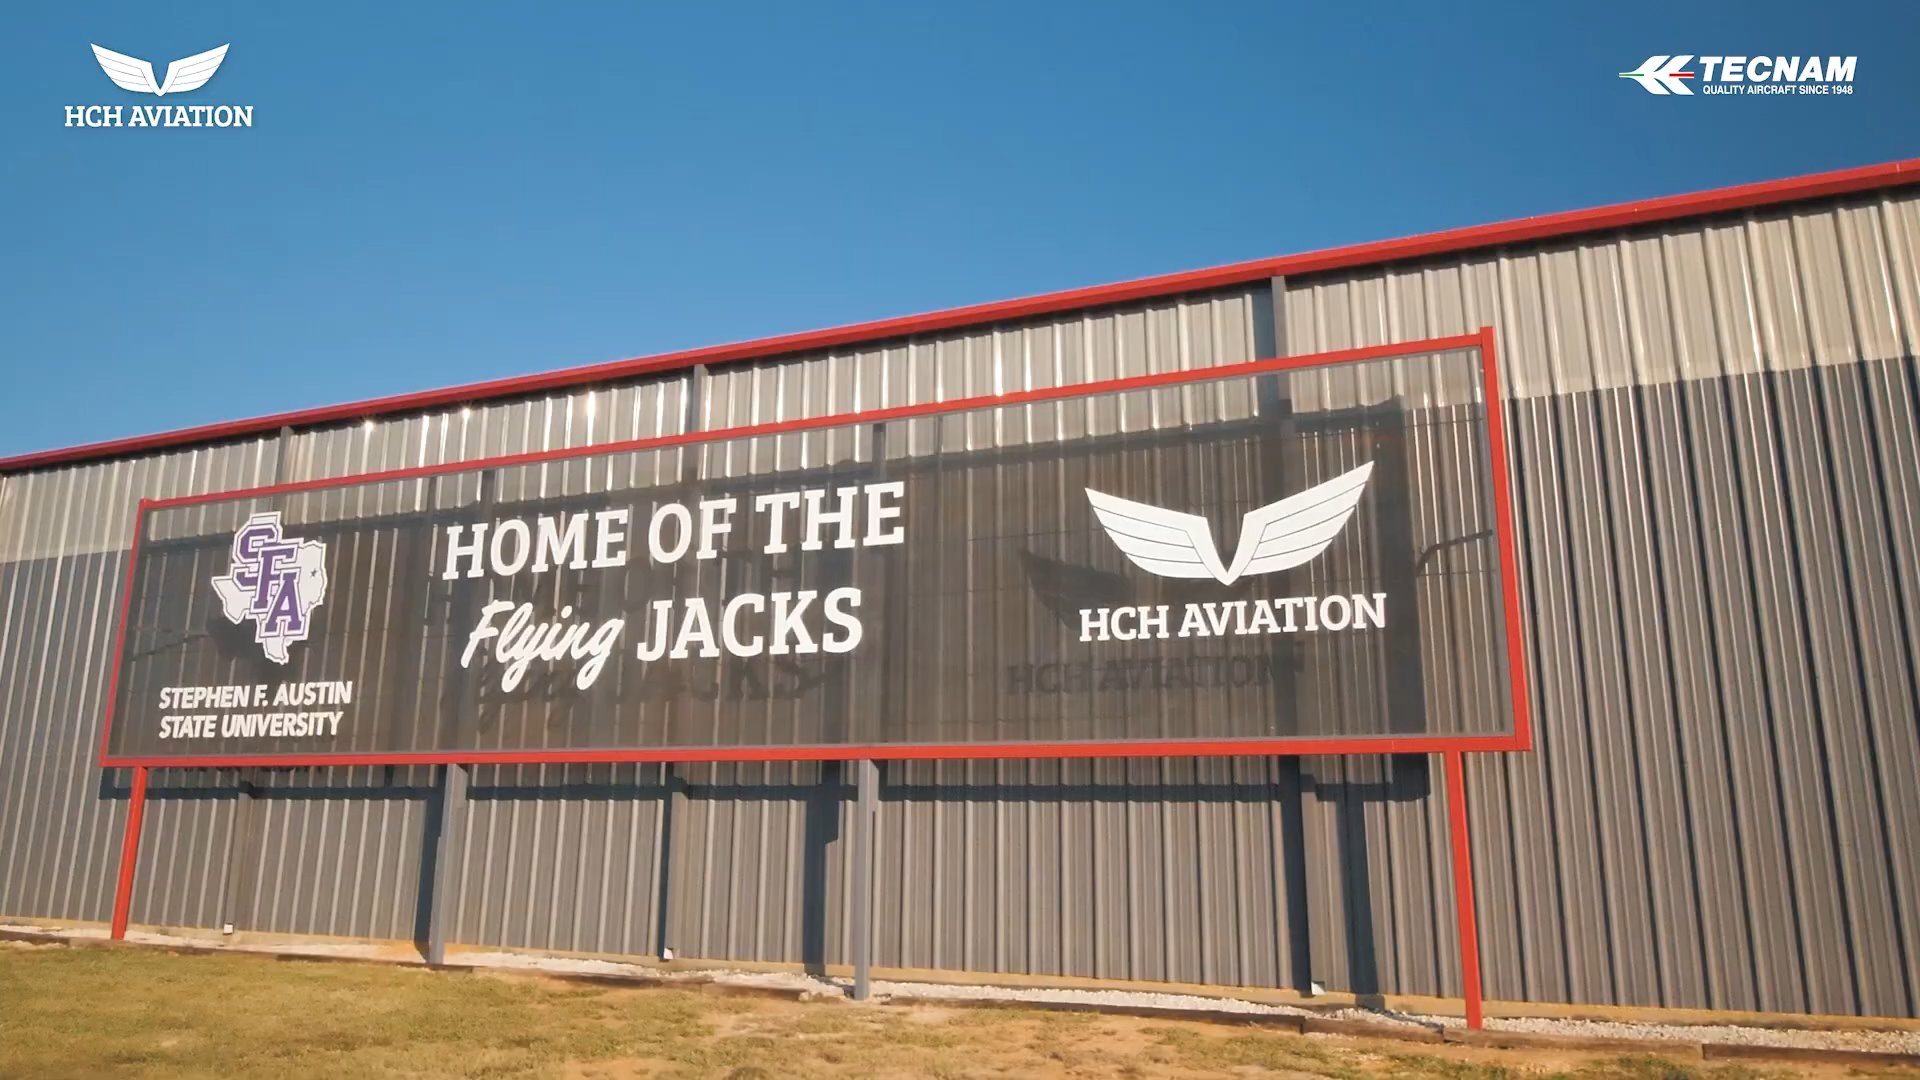 HCH AVIATION
TECNAM
QUALITY AIRCRAFT SINCE 1948
SFA
STEPHEN F. AUSTIN
STATE UNIVERSITY
HOME OF THE
Flying JACKS
HCH AVIATION